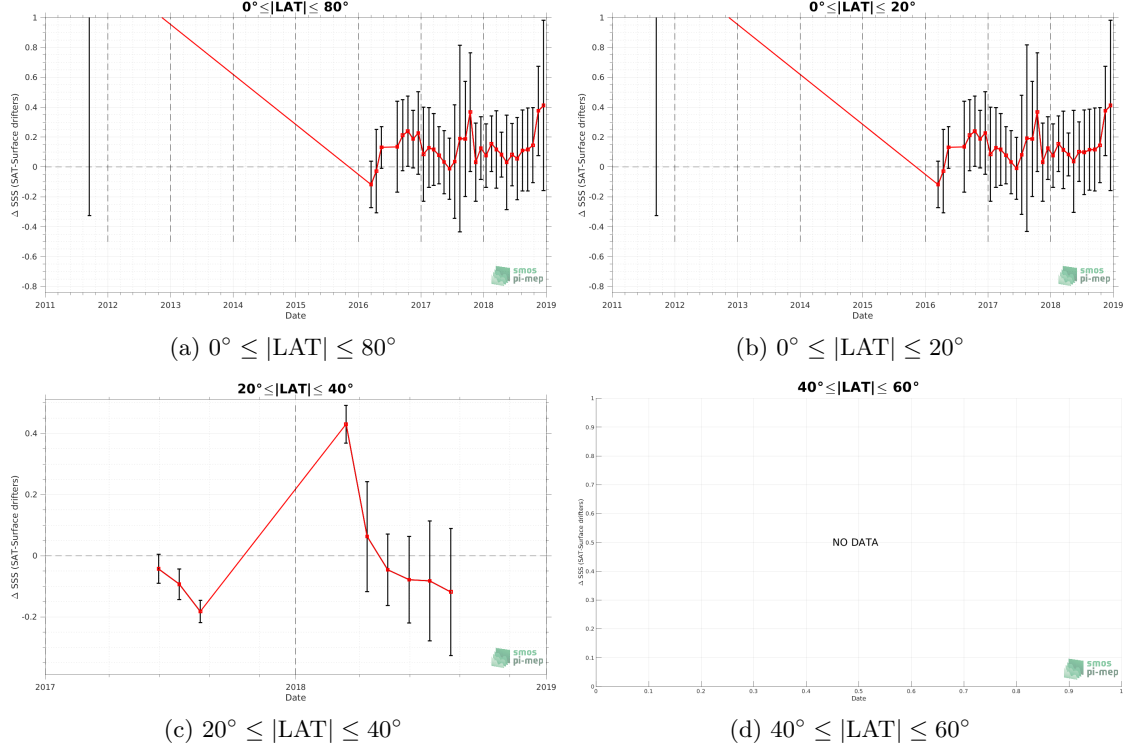 0°≤|LAT|≤ 80°
Δ SSS (SAT-Surface drifters)
1
0.8
0.6
0.4
0.2
0
-0.2
-0.4
-0.6
-0.8
2011 2012 2013 2014 2015 2016 2017 2018 2019
Date
smos
pi-mep
(a) 0° ≤ |LAT| ≤ 80°
0°≤|LAT|≤ 20°
Δ SSS (SAT-Surface drifters)
1
0.8
0.6
0.4
0.2
0
-0.2
-0.4
-0.6
-0.8
2011 2012 2013 2014 2015 2016 2017 2018 2019
Date
smos
pi-mep
(b) 0° ≤ |LAT| ≤ 20°
20°≤|LAT|≤ 40°
Δ SSS (SAT-Surface drifters)
0.4
0.2
0
-0.2
2017 2018 2019
Date
smos
pi-mep
(c) 20° ≤ |LAT| ≤ 40°
40°≤|LAT|≤ 60°
Δ SSS (SAT-Surface drifters)
1
0.9
0.8
0.7
0.6
0.5
0.4
0.3
0.2
0.1
0
NO DATA
0 0.1 0.2 0.3 0.4 0.5 0.6 0.7 0.8 0.9 1
Date
smos
pi-mep
(d) 40° ≤ |LAT| ≤ 60°